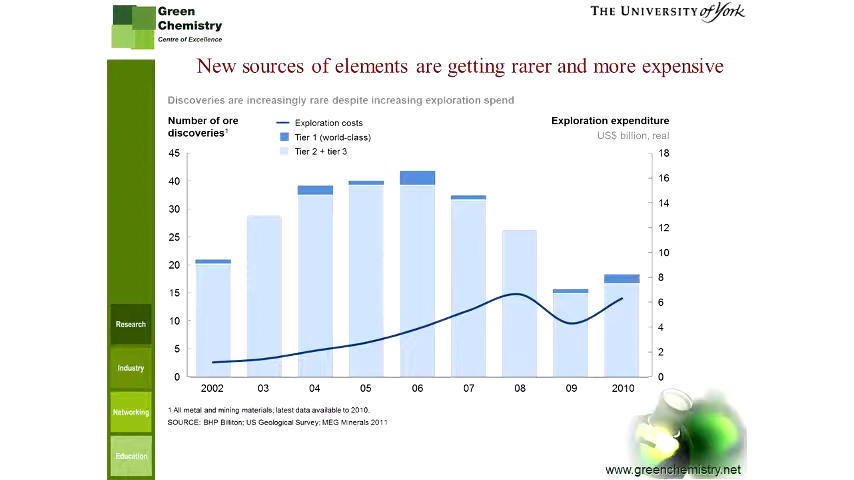 Green
Chemistry
Centre of Excellence
THE UNIVERSITY of York
New sources of elements are getting rarer and more expensive
Discoveries are increasingly rare despite increasing exploration spend
Number of ore
discoveries¹
Exploration costs
Tier 1 (world-class)
Tier 2 + tier 3
Exploration expenditure
US$ billion, real
45
40
35
30
25
20
15
10
5
0
18
16
14
12
10
8
6
4
2
0
2002 03 04 05 06 07 08 09 2010
1 All metal and mining materials; latest data available to 2010.
SOURCE: BHP Billiton; US Geological Survey; MEG Minerals 2011
Research
Industry
Networking
Education
www.greenchemistry.net